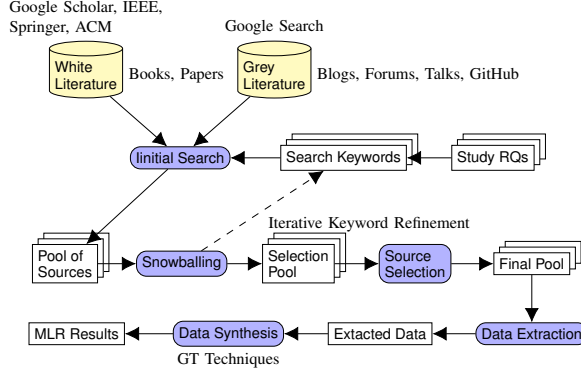 Google Scholar, IEEE,
Springer, ACM
Google Search
White
Literature
Books, Papers
Grey
Literature
Blogs, Forums, Talks, GitHub
Iinitial Search
Search Keywords
Study RQs
Iterative Keyword Refinement
Pool of
Sources
Snowballing
Selection
Pool
Source
Selection
Final Pool
MLR Results
Data Synthesis
GT Techniques
Extacted Data
Data Extraction